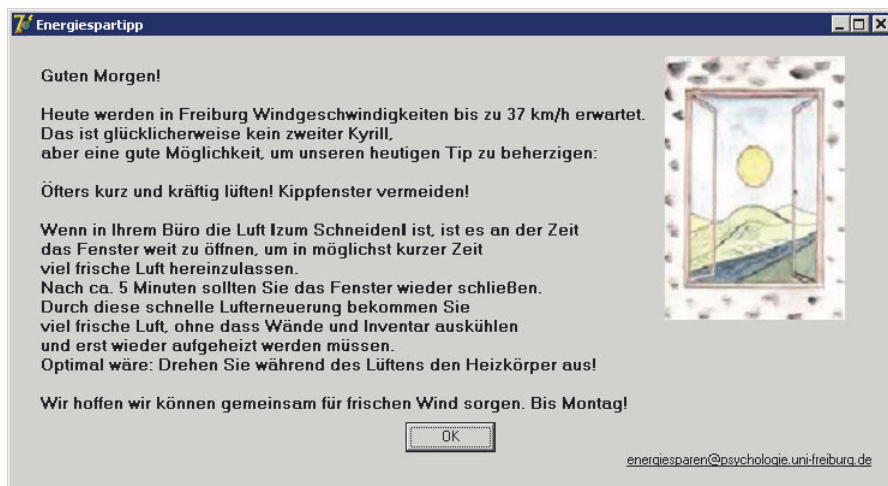 Energiespartipp
Guten Morgen!
Heute werden in Freiburg Windgeschwindigkeiten bis zu 37 km/h erwartet.
Das ist glücklicherweise kein zweiter Kyrill,
aber eine gute Möglichkeit, um unseren heutigen Tip zu beherzigen:
Öfters kurz und kräftig lüften! Kippfenster vermeiden!
Wenn in Ihrem Büro die Luft Izum SchneidenI ist, ist es an der Zeit
das Fenster weit zu öffnen, um in möglichst kurzer Zeit
viel frische Luft hereinzulassen.
Nach ca. 5 Minuten sollten Sie das Fenster wieder schließen.
Durch diese schnelle Lufterneuerung bekommen Sie
viel frische Luft, ohne dass Wände und Inventar auskühlen
und erst wieder aufgeheizt werden müssen.
Optimal wäre: Drehen Sie während des Lüftens den Heizkörper aus!
Wir hoffen wir können gemeinsam für frischen Wind sorgen. Bis Montag!
OK
energiesparen@psychologie.uni-freiburg.de